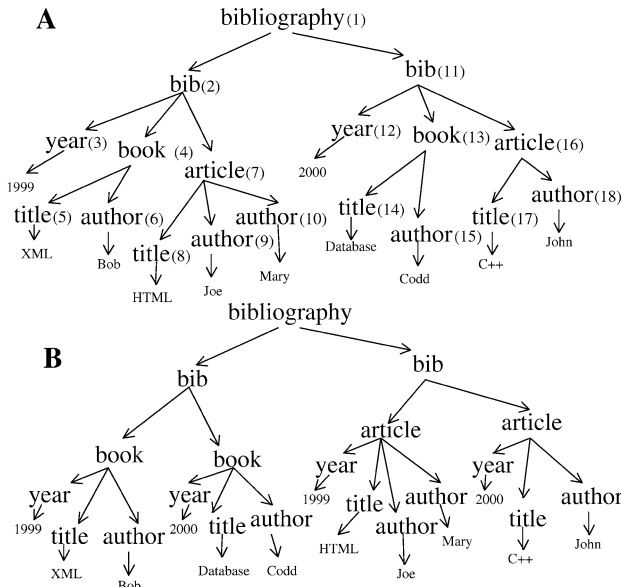 A
bibliography(1)
bib(2)
bib(11)
year(3)
book (4)
article(7)
year(12)
book(13)
article(16)
1999
2000
title(5)
author(6)
title(8)
author(9)
author(10)
title(14)
author(15)
title(17)
author(18)
XML
Bob
HTML
Joe
Mary
Database
Codd
C++
John
B
bibliography
bib
bib
book
book
article
article
year
year
year
year
1999
2000
1999
2000
title
author
title
author
title
author
author
title
author
XML
Bob
Database
Codd
HTML
Joe
Mary
C++
John